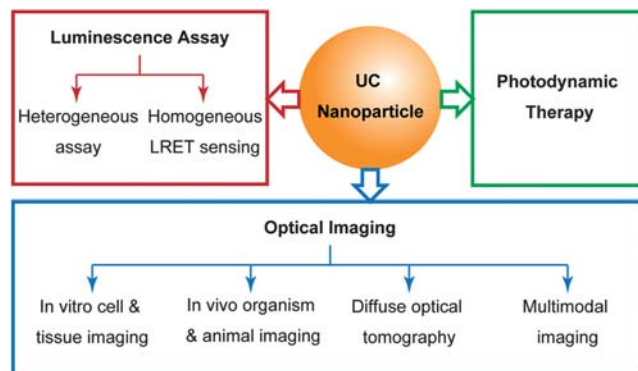 Luminescence Assay
Heterogeneous
assay
Homogeneous
LRET sensing
UC
Nanoparticle
Photodynamic
Therapy
Optical Imaging
In vitro cell &
tissue imaging
In vivo organism
& animal imaging
Diffuse optical
tomography
Multimodal
imaging